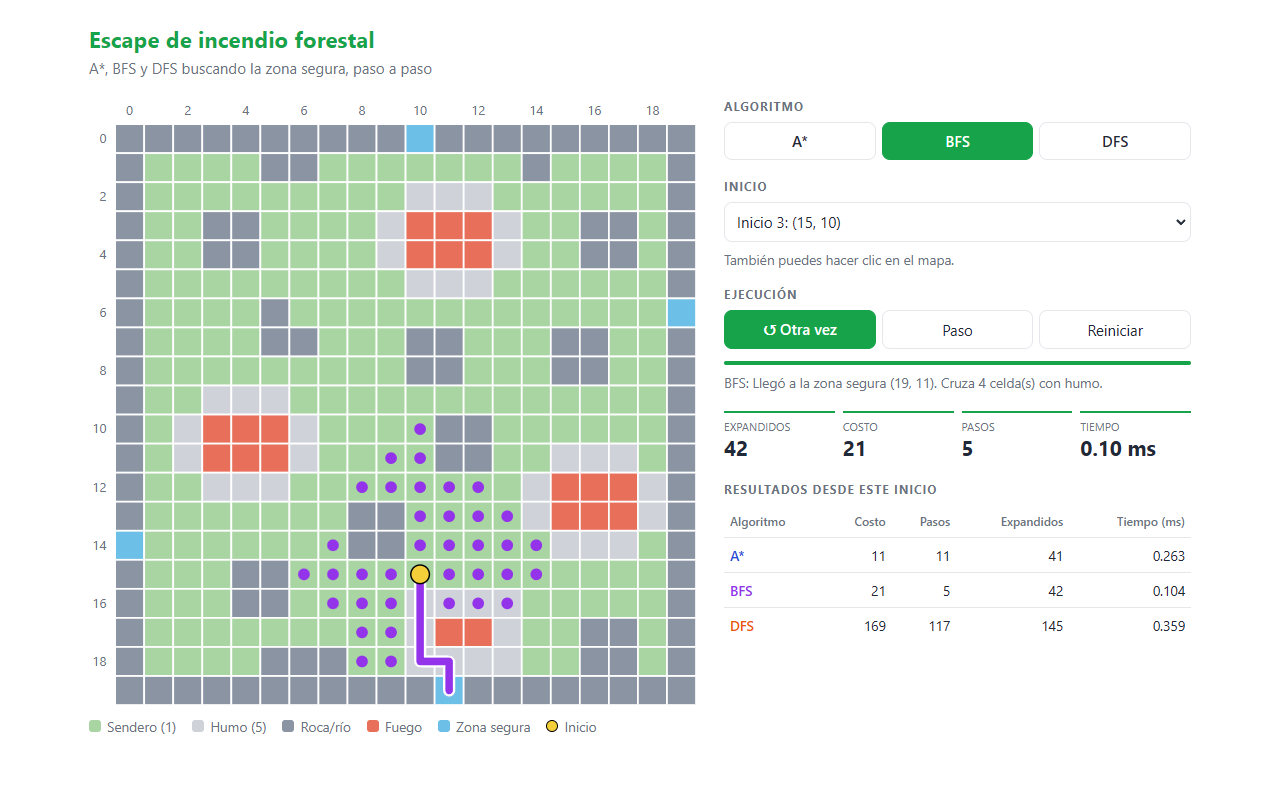 Escape de incendio forestal
A*, BFS y DFS buscando la zona segura, paso a paso
0 2 4 6 8 10 12 14 16 18
0
2
4
6
8
10
12
14
16
18
Sendero (1) Humo (5) Roca/río Fuego Zona segura Inicio
ALGORITMO
A* BFS DFS
INICIO
Inicio 3: (15, 10)
También puedes hacer clic en el mapa.
EJECUCIÓN
↺ Otra vez Paso Reiniciar
BFS: Llegó a la zona segura (19, 11). Cruza 4 celda(s) con humo.
EXPANDIDOS COSTO PASOS TIEMPO
42 21 5 0.10 ms
RESULTADOS DESDE ESTE INICIO
Algoritmo Costo Pasos Expandidos Tiempo (ms)
A* 11 11 41 0.263
BFS 21 5 42 0.104
DFS 169 117 145 0.359